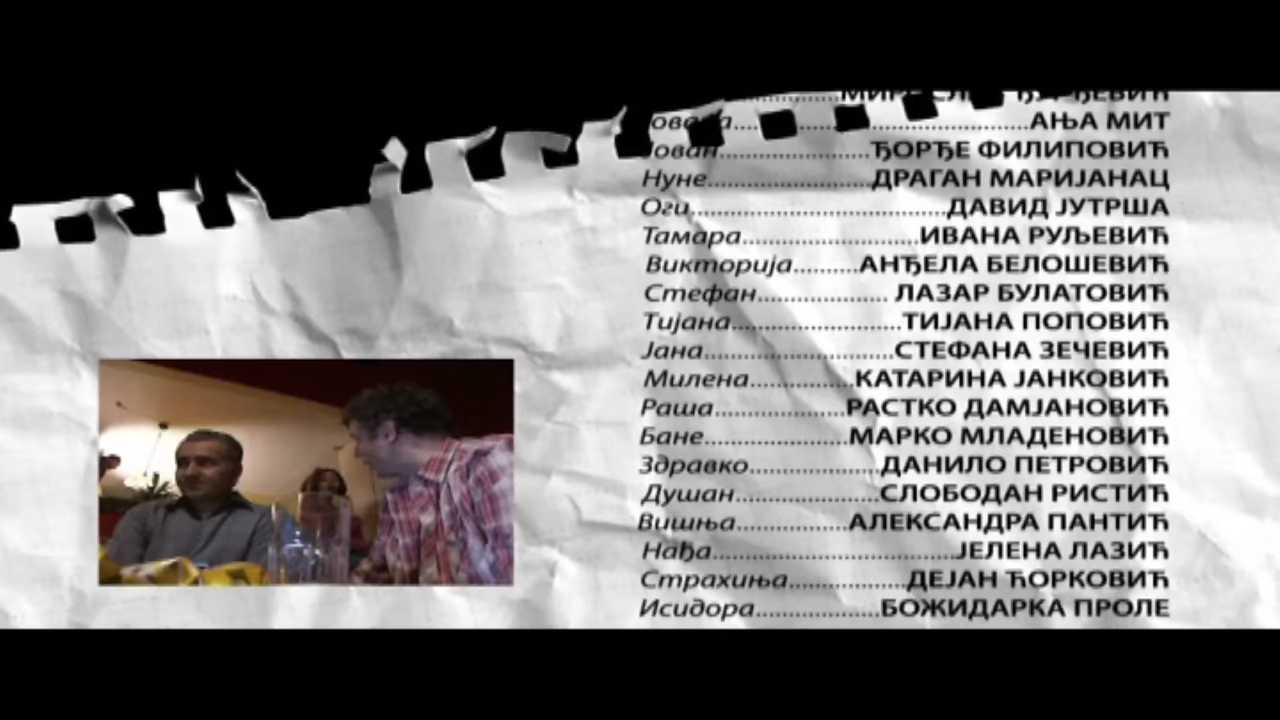 ЂОРЂЕВИЋ
...................................АЊА МИТ
Јован......................ЂОРЂЕ ФИЛИПОВИЋ
Нуне........................ДРАГАН МАРИЈАНАЦ
Оги.....................................ДАВИД ЈУТРША
Тамара..........................ИВАНА РУЉЕВИЋ
Викторија..........АНЂЕЛА БЕЛОШЕВИЋ
Стефан................... ЛАЗАР БУЛАТОВИЋ
Тијана.........................ТИЈАНА ПОПОВИЋ
Јана............................СТЕФАНА ЗЕЧЕВИЋ
Милена...............КАТАРИНА ЈАНКОВИЋ
Раша...................РАСТКО ДАМЈАНОВИЋ
Бане.....................МАРКО МЛАДЕНОВИЋ
Здравко...................ДАНИЛО ПЕТРОВИЋ
Душан.....................СЛОБОДАН РИСТИЋ
Вишња................АЛЕКСАНДРА ПАНТИЋ
Нађа...................................ЈЕЛЕНА ЛАЗИЋ
Страхиња.................ДЕЈАН ЋОРКОВИЋ
Исидора..................БОЖИДАРКА ПРОЛЕ